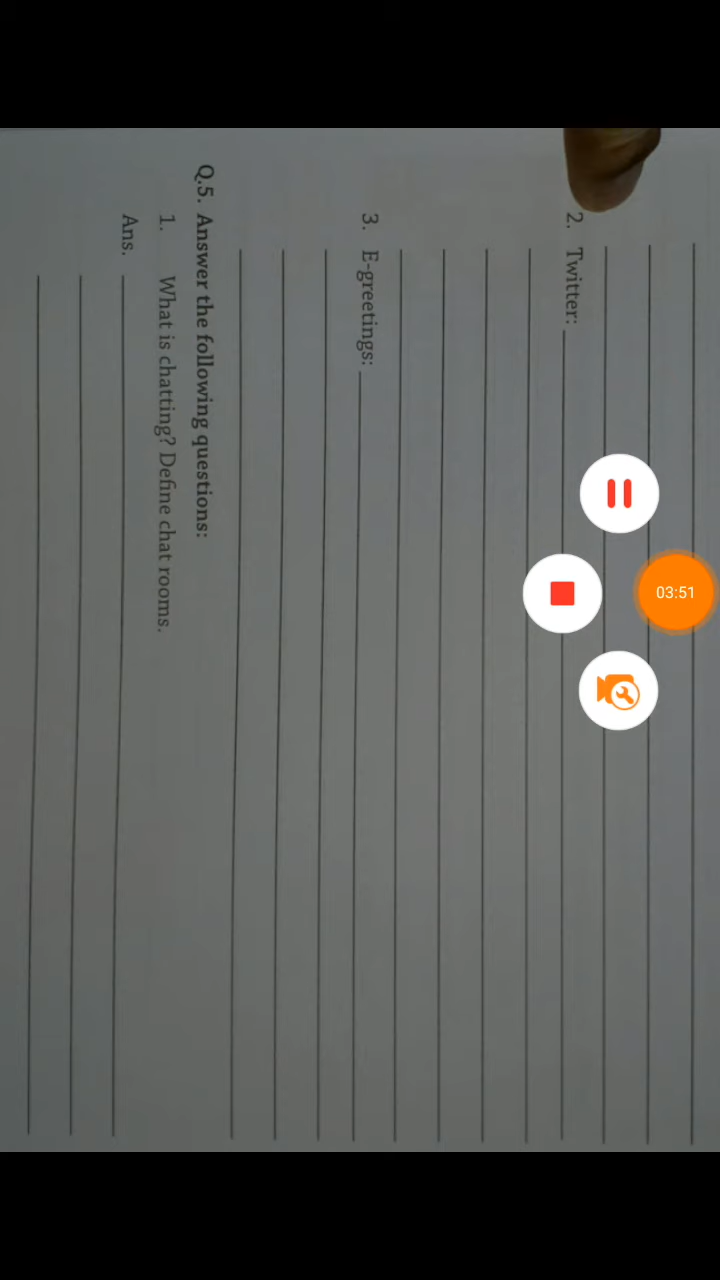 2. Twitter:
3. E-greetings:
Q.5. Answer the following questions:
1. What is chatting? Define chat rooms.
Ans.
03:51